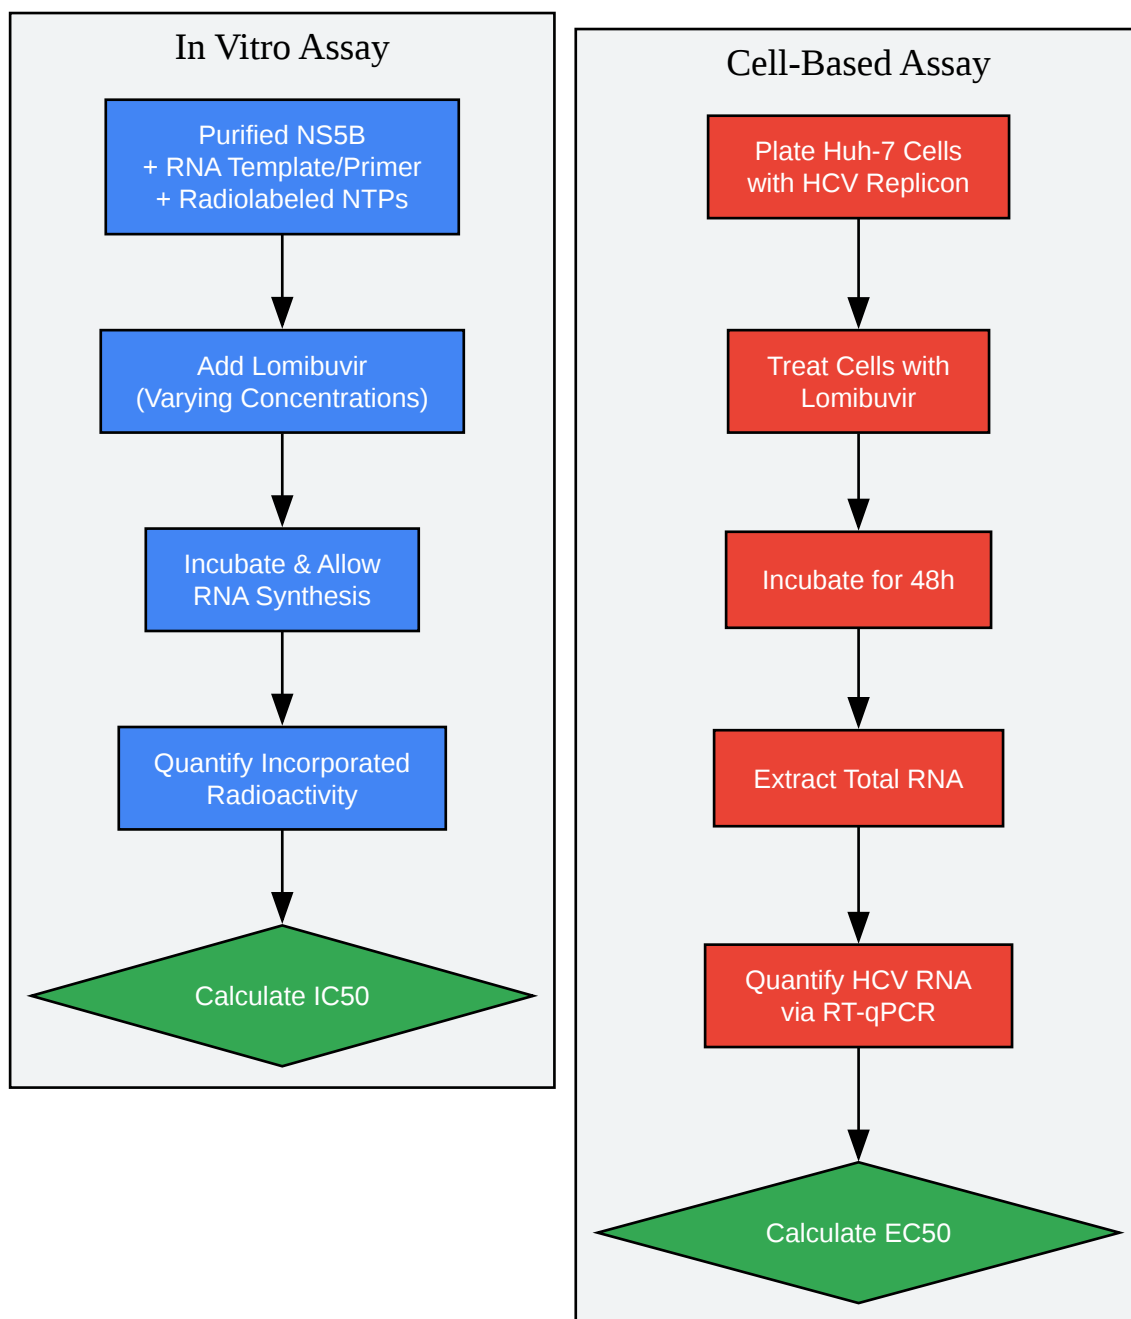 In Vitro Assay
Purified NS5B
+ RNA Template/Primer
+ Radiolabeled NTPs
Add Lomibuvir
(Varying Concentrations)
Incubate & Allow
RNA Synthesis
Quantify Incorporated
Radioactivity
Calculate IC50
Cell-Based Assay
Plate Huh-7 Cells
with HCV Replicon
Treat Cells with
Lomibuvir
Incubate for 48h
Extract Total RNA
Quantify HCV RNA
via RT-qPCR
Calculate EC50